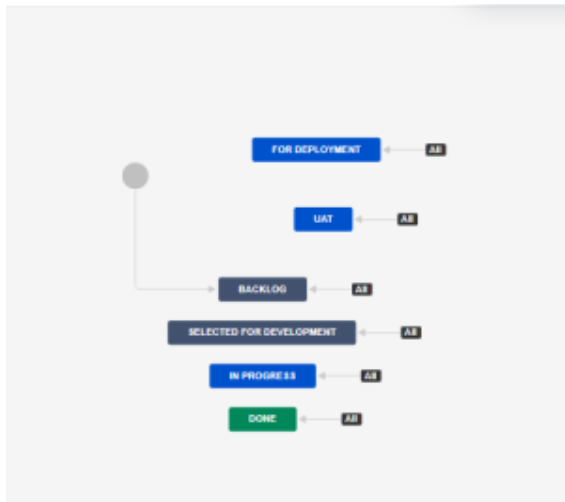 FOR DEPLOYMENT All
UAT All
BACKLOG All
SELECTED FOR DEVELOPMENT All
IN PROGRESS All
DONE All